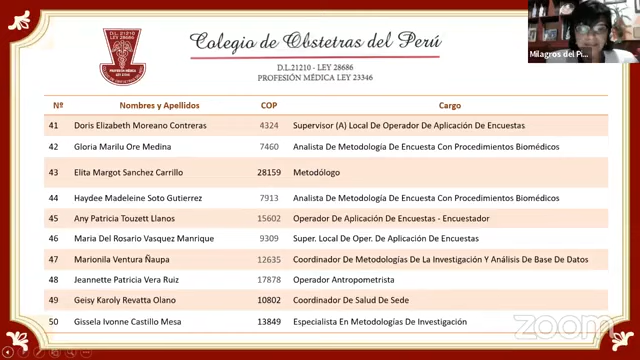 D.L. 21210
LEY 28686
PROFESIÓN MÉDICA
LEY 23346
Colegio de Obstetras del Perú
D.L.21210 - LEY 28686
PROFESIÓN MÉDICA LEY 23346
Milagros del Pi...
Nº Nombres y Apellidos COP Cargo
41 Doris Elizabeth Moreano Contreras 4324 Supervisor (A) Local De Operador De Aplicación De Encuestas
42 Gloria Marilu Ore Medina 7460 Analista De Metodología De Encuesta Con Procedimientos Biomédicos
43 Elita Margot Sanchez Carrillo 28159 Metodólogo
44 Haydee Madeleine Soto Gutierrez 7913 Analista De Metodología De Encuesta Con Procedimientos Biomédicos
45 Any Patricia Touzett Llanos 15602 Operador De Aplicación De Encuestas - Encuestador
46 Maria Del Rosario Vasquez Manrique 9309 Super. Local De Oper. De Aplicación De Encuestas
47 Marionila Ventura Ñaupa 12635 Coordinador De Metodologías De La Investigación Y Análisis De Base De Datos
48 Jeannette Patricia Vera Ruiz 17878 Operador Antropometrista
49 Geisy Karoly Revatta Olano 10802 Coordinador De Salud De Sede
50 Gissela Ivonne Castillo Mesa 13849 Especialista En Metodologías De Investigación
zoom